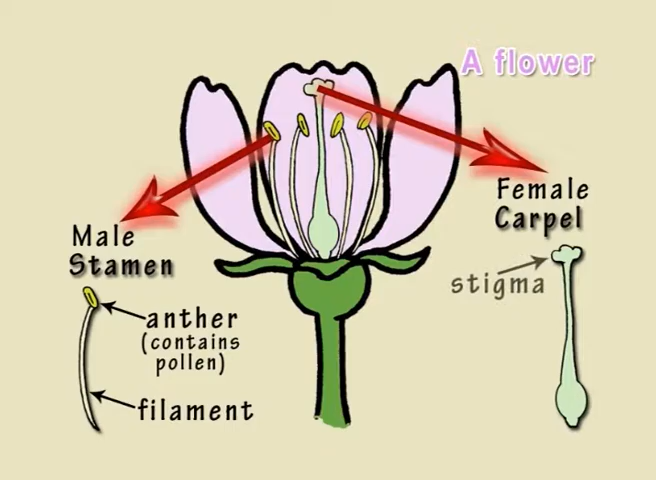 A flower
Female
Carpel
Male
Stamen
stigma
anther
(contains
pollen)
filament